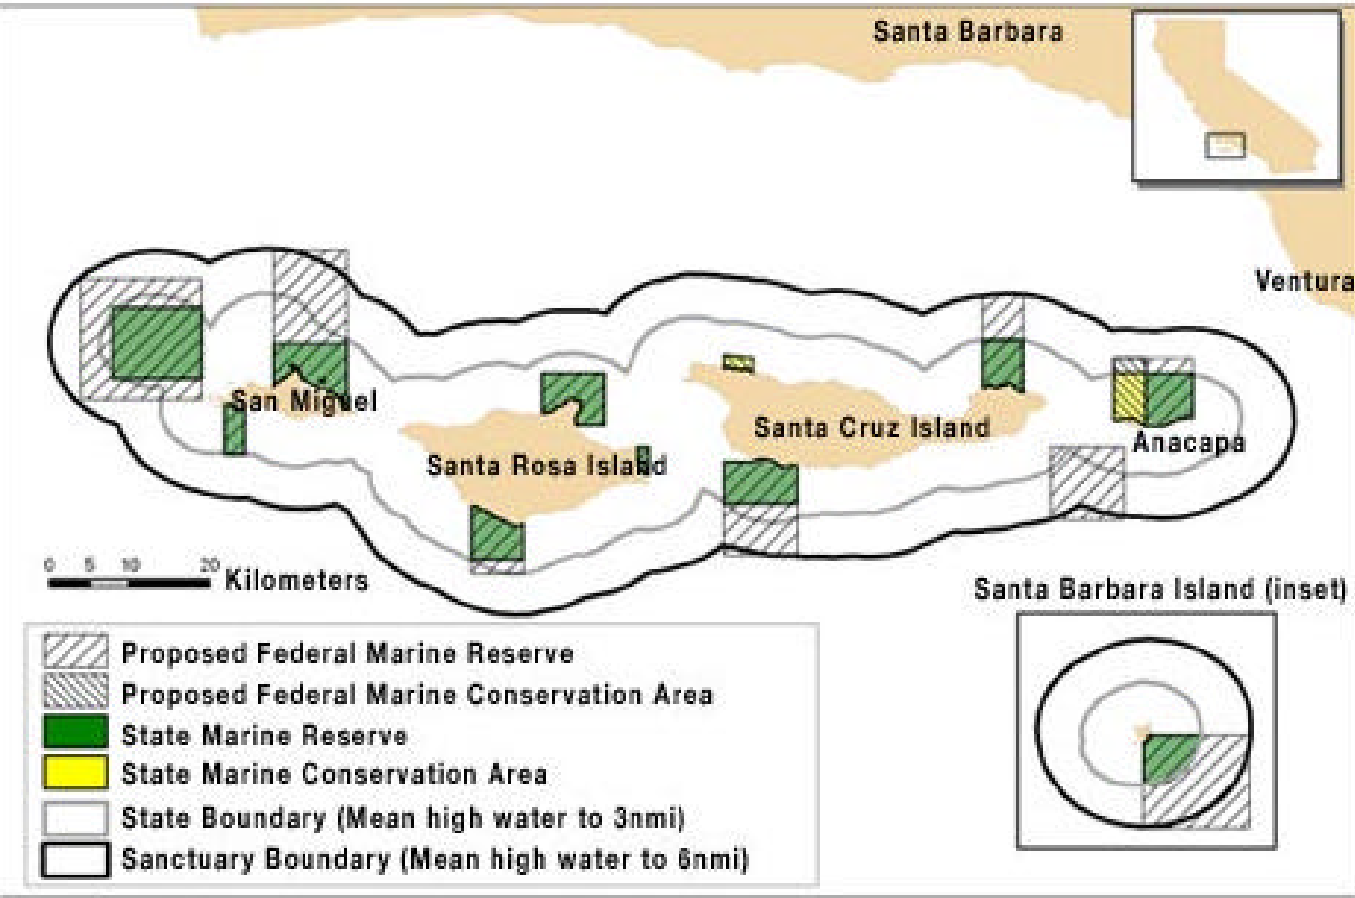 Santa Barbara
Ventura
San Miguel
Santa Cruz Island
Anacapa
Santa Rosa Island
0 5 10 20
Kilometers
Santa Barbara Island (inset)
Proposed Federal Marine Reserve
Proposed Federal Marine Conservation Area
State Marine Reserve
State Marine Conservation Area
State Boundary (Mean high water to 3nmi)
Sanctuary Boundary (Mean high water to 6nmi)